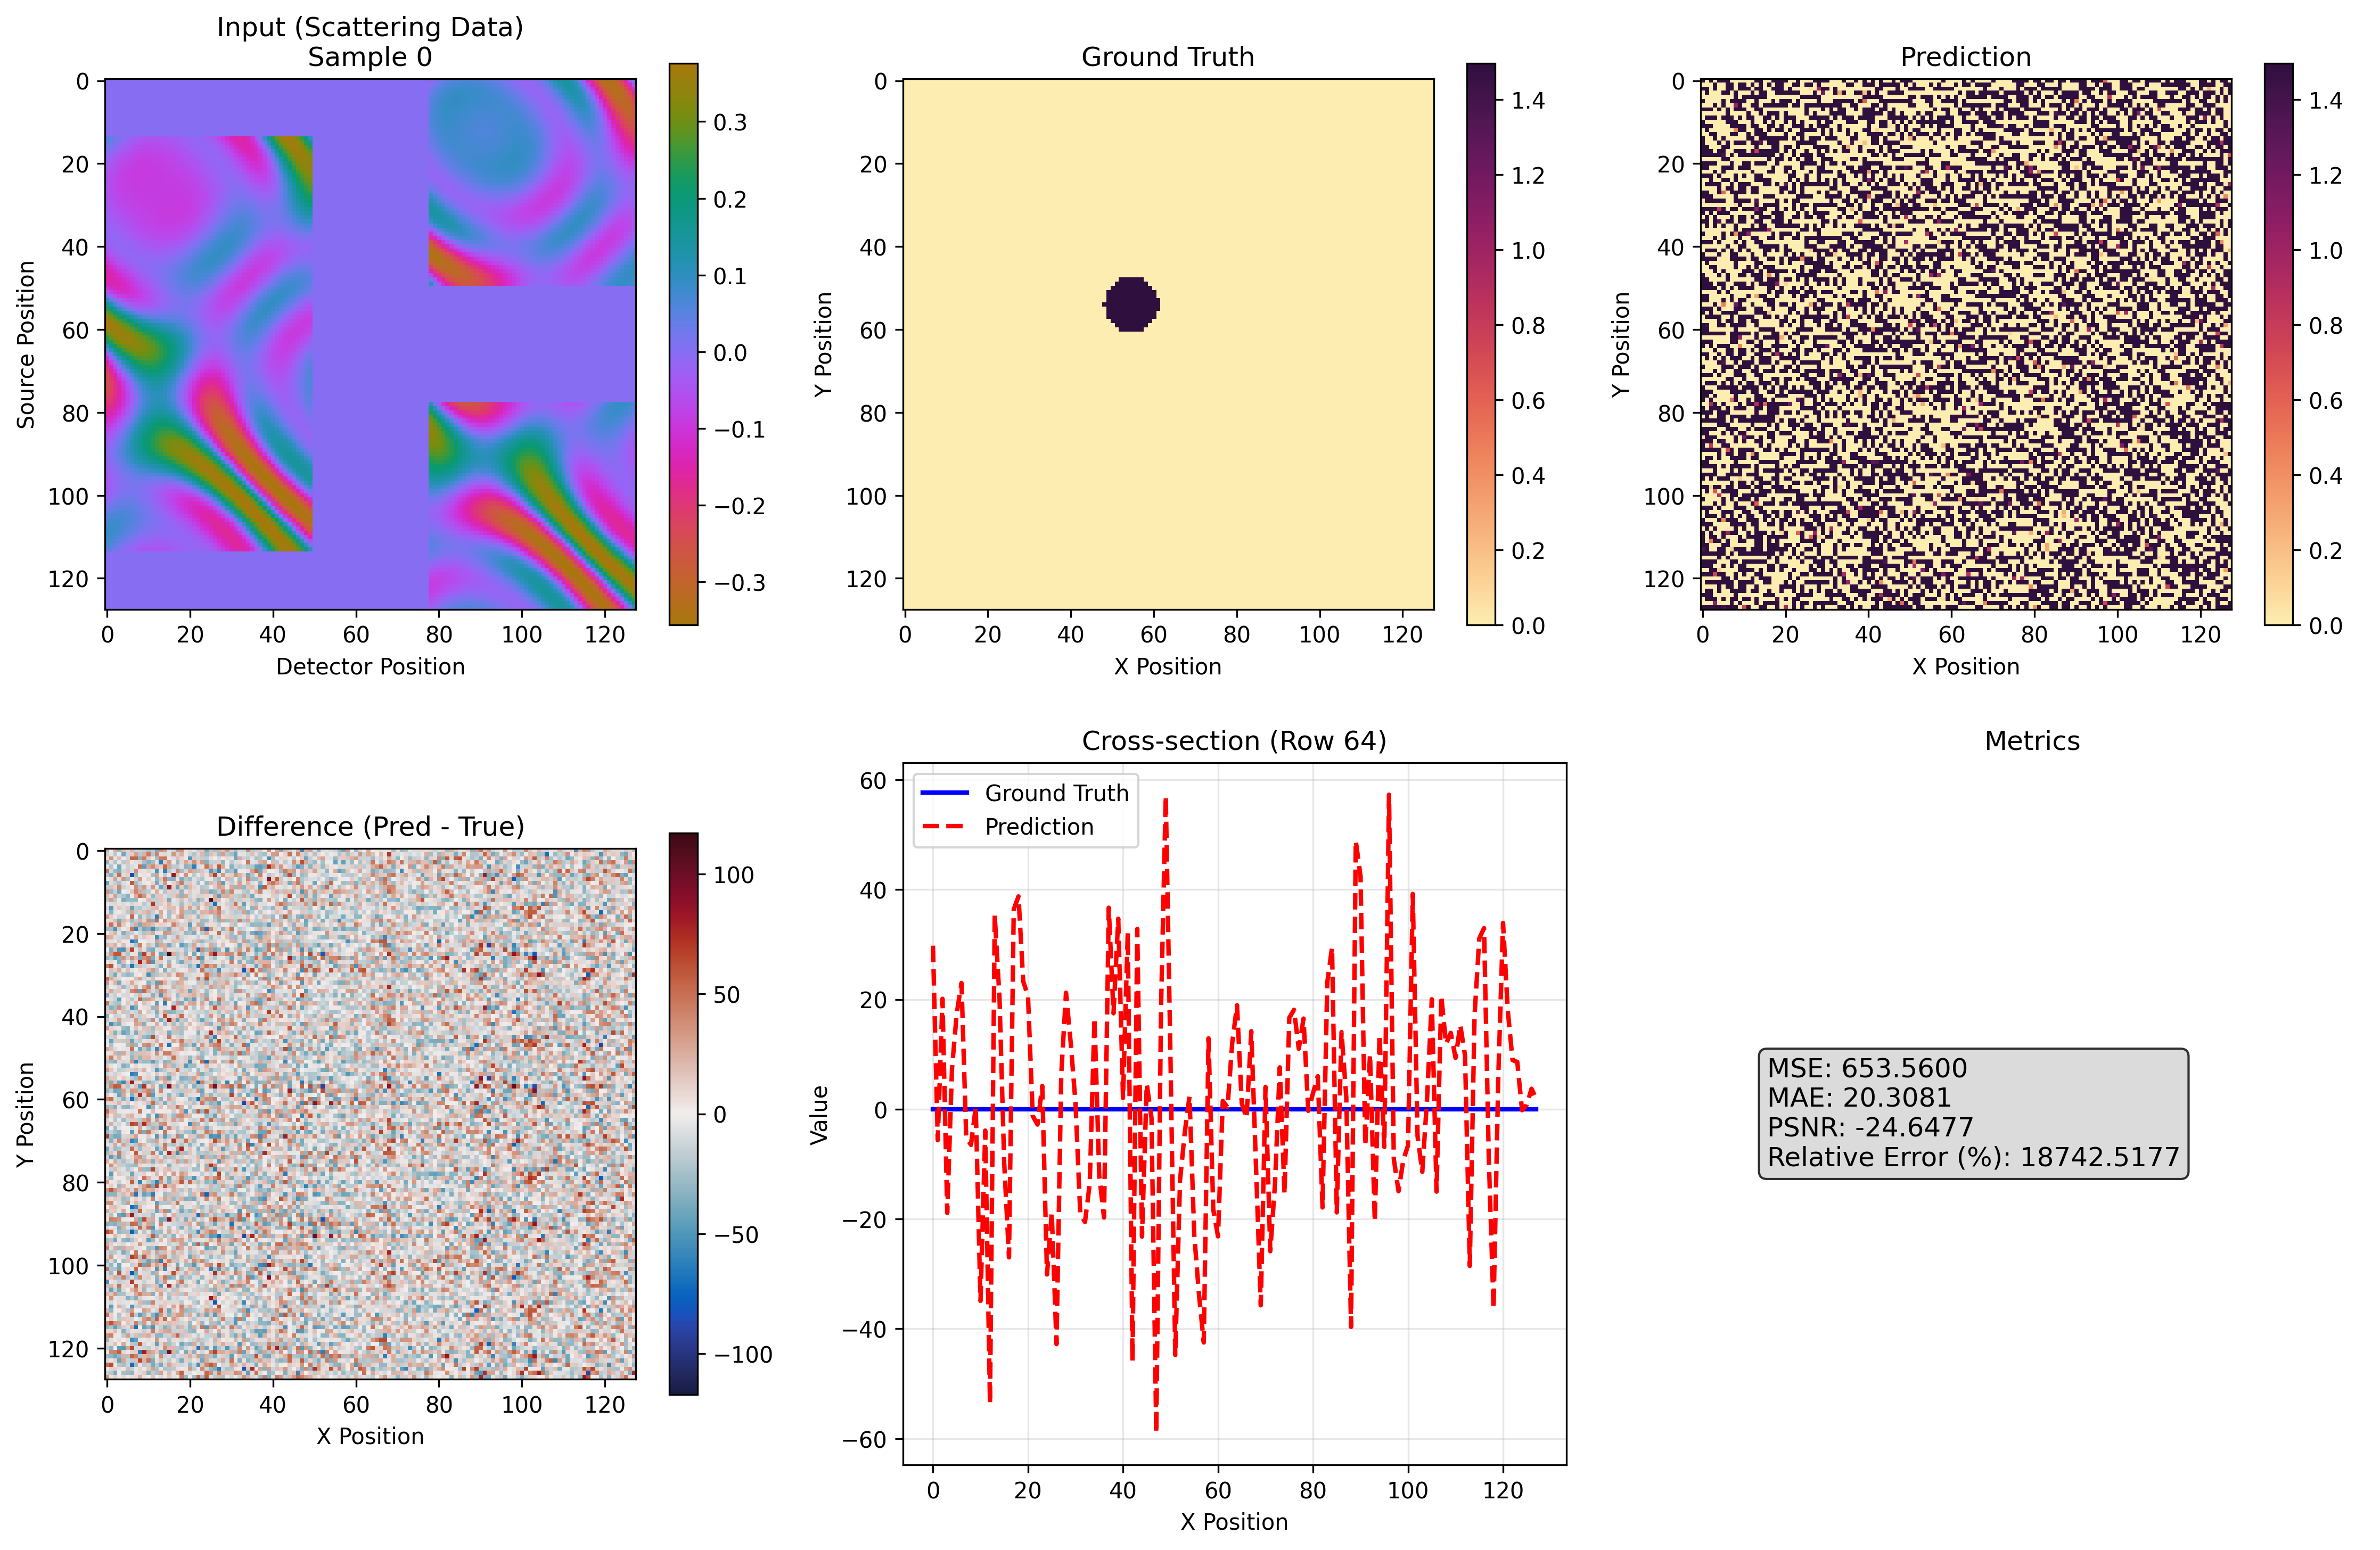 Input (Scattering Data)
Sample 0
Source Position
0
20
40
60
80
100
120
0 20 40 60 80 100 120
Detector Position
0.3
0.2
0.1
0.0
−0.1
−0.2
−0.3
Ground Truth
Y Position
0
20
40
60
80
100
120
0 20 40 60 80 100 120
X Position
1.4
1.2
1.0
0.8
0.6
0.4
0.2
0.0
Prediction
Y Position
0
20
40
60
80
100
120
0 20 40 60 80 100 120
X Position
1.4
1.2
1.0
0.8
0.6
0.4
0.2
0.0
Difference (Pred - True)
Y Position
0
20
40
60
80
100
120
0 20 40 60 80 100 120
X Position
100
50
0
−50
−100
Cross-section (Row 64)
Value
60
40
20
0
−20
−40
−60
Ground Truth
Prediction
0 20 40 60 80 100 120
X Position
Metrics
MSE: 653.5600
MAE: 20.3081
PSNR: -24.6477
Relative Error (%): 18742.5177